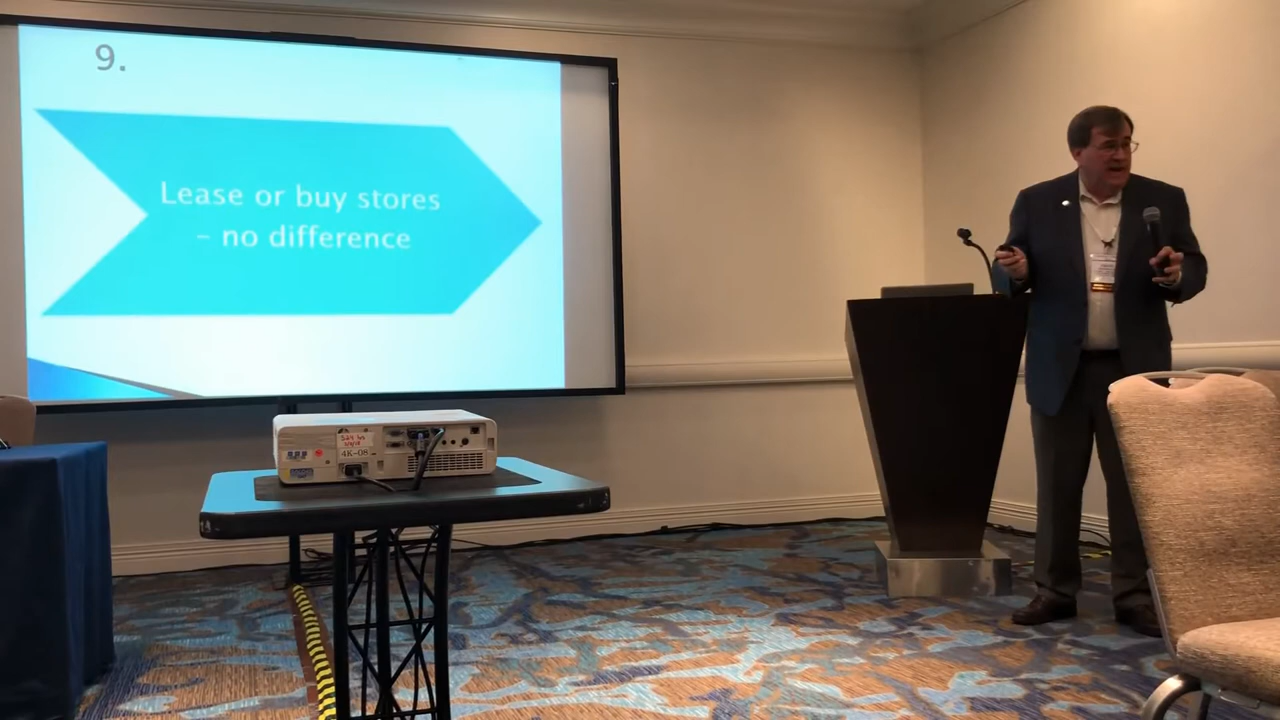 9.
Lease or buy stores
– no difference
4K-08